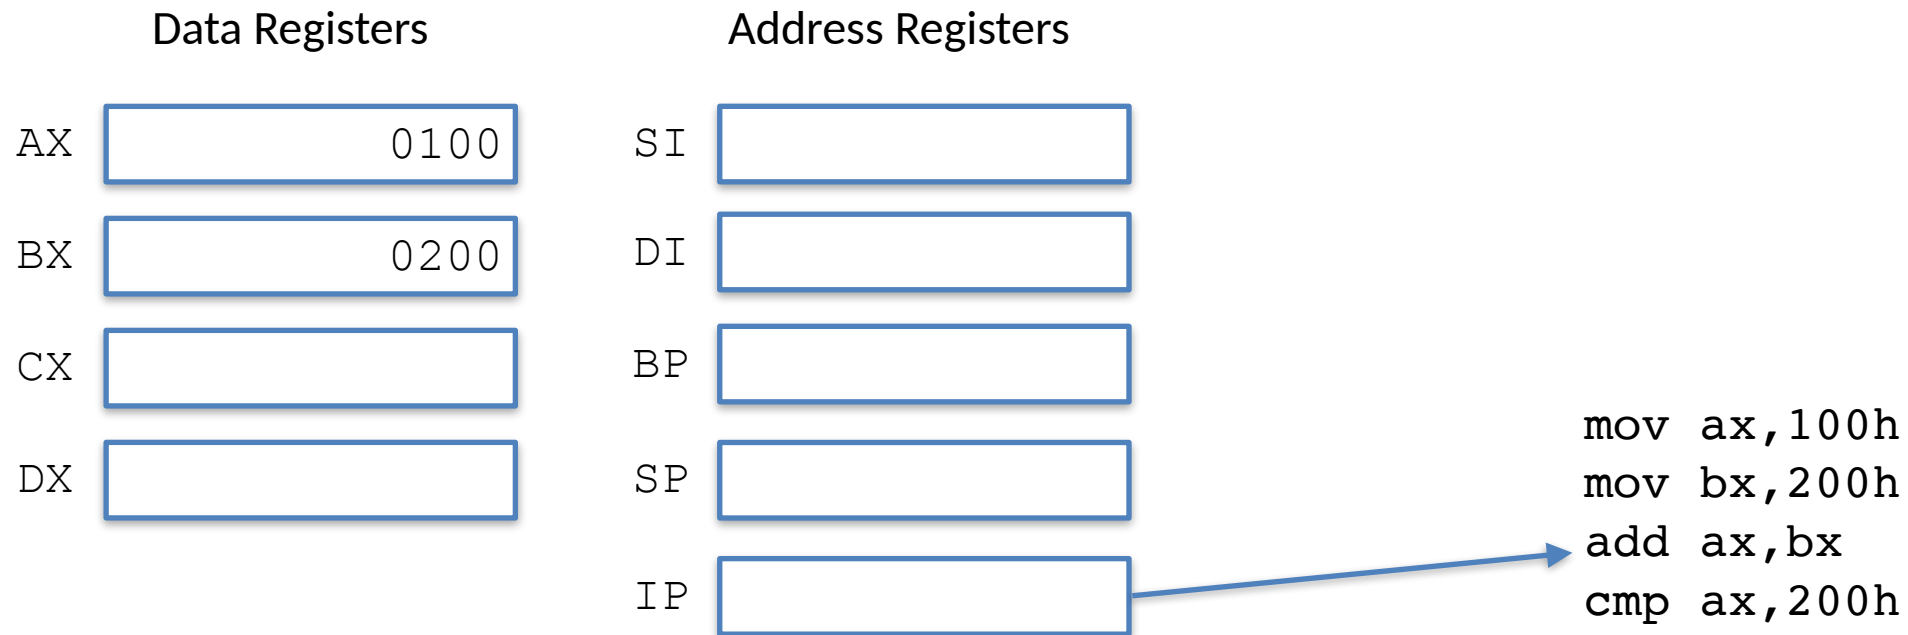 Data Registers
Address Registers
AX 0100
SI
BX 0200
DI
CX
BP
DX
SP
IP
mov ax,100h
mov bx,200h
add ax,bx
cmp ax,200h